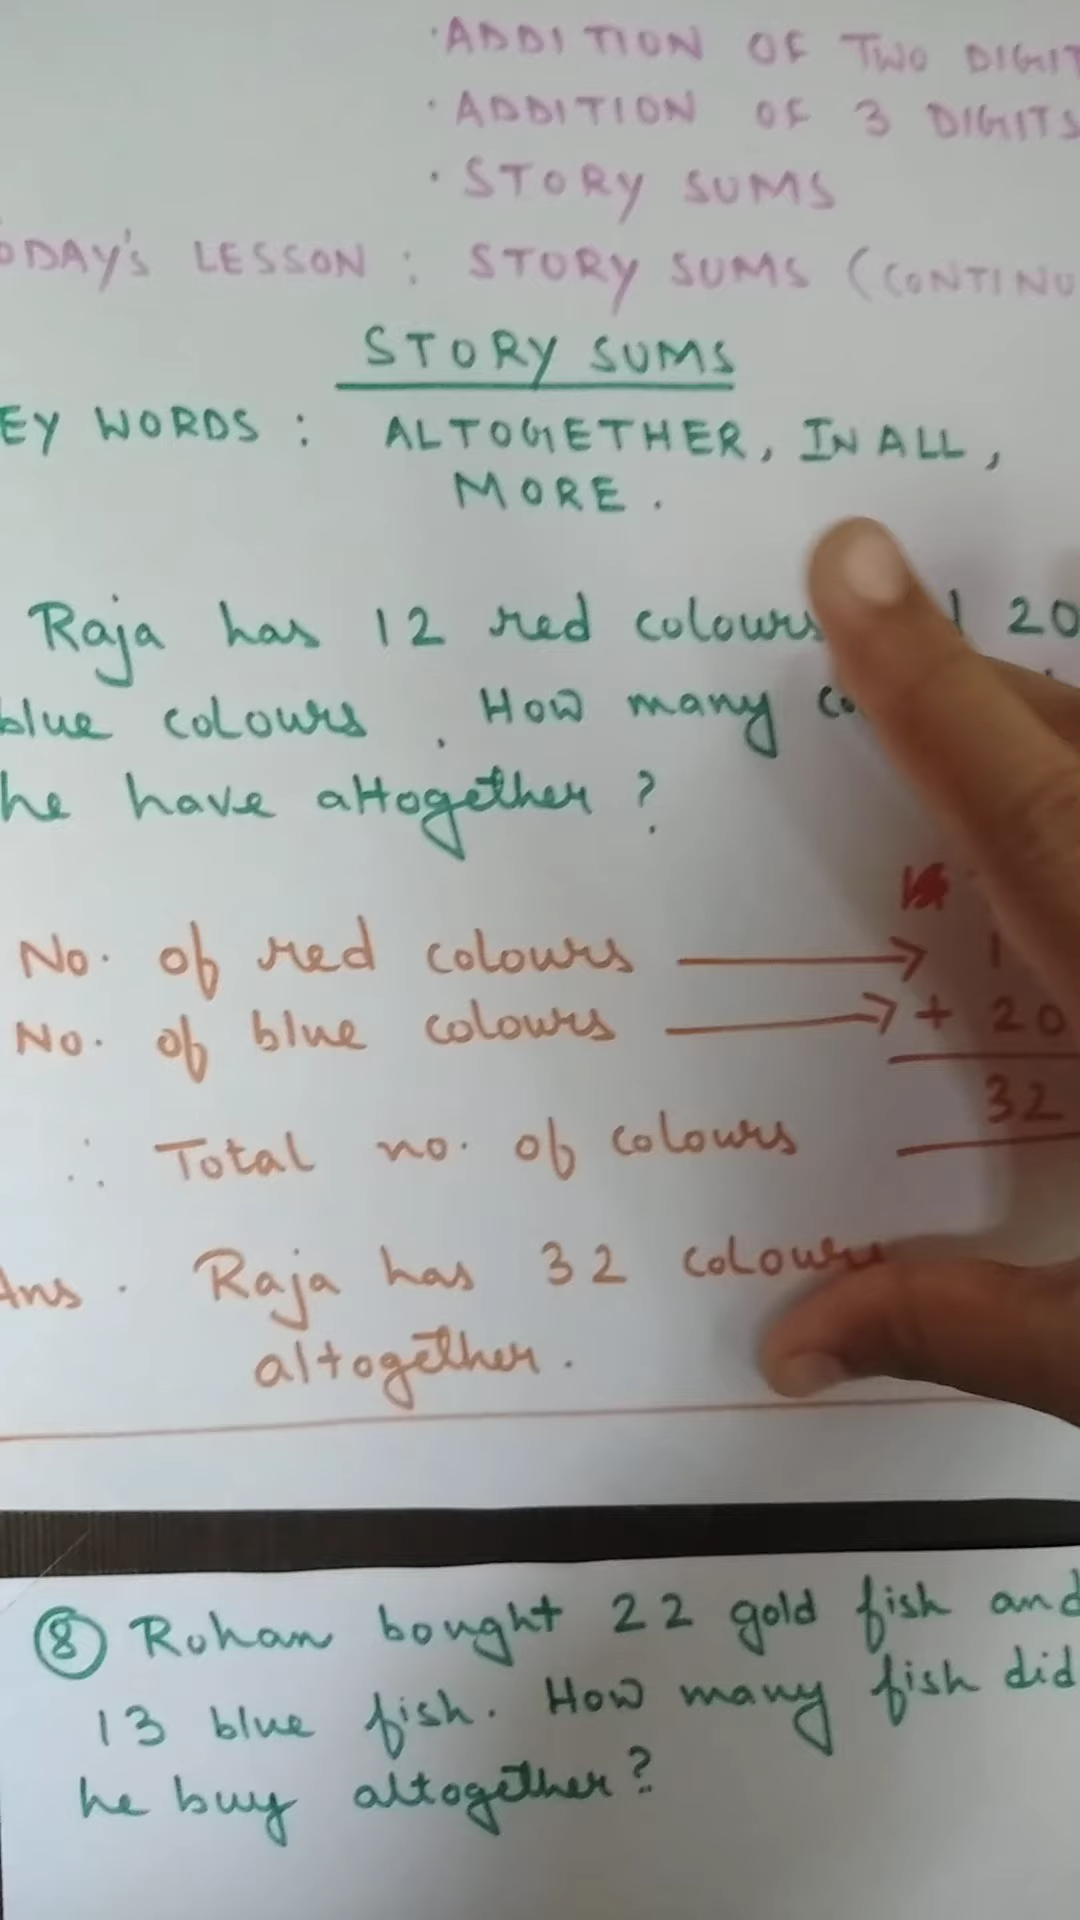 ·ADDITION OF TWO DIGIT
·ADDITION OF 3 DIGITS
·STORY SUMS
ODAY'S LESSON : STORY SUMS (CONTINU
STORY SUMS
EY WORDS : ALTOGETHER, IN ALL,
MORE.
Raja has 12 red colours 20
blue colours. How many
he have altogether?
No. of red colours → 1
No. of blue colours → + 20
32
∴ Total no. of colours
Ans. Raja has 32 colours
altogether.
⑧ Rohan bought 22 gold fish and
13 blue fish. How many fish did
he buy altogether?